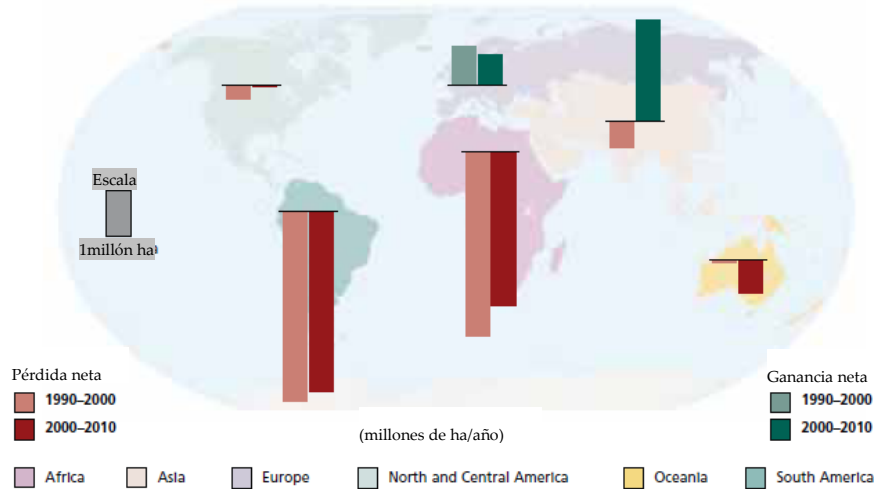 Escala
1millón ha
Pérdida neta
1990–2000
2000–2010
(millones de ha/año)
Ganancia neta
1990–2000
2000–2010
Africa
Asia
Europe
North and Central America
Oceania
South America